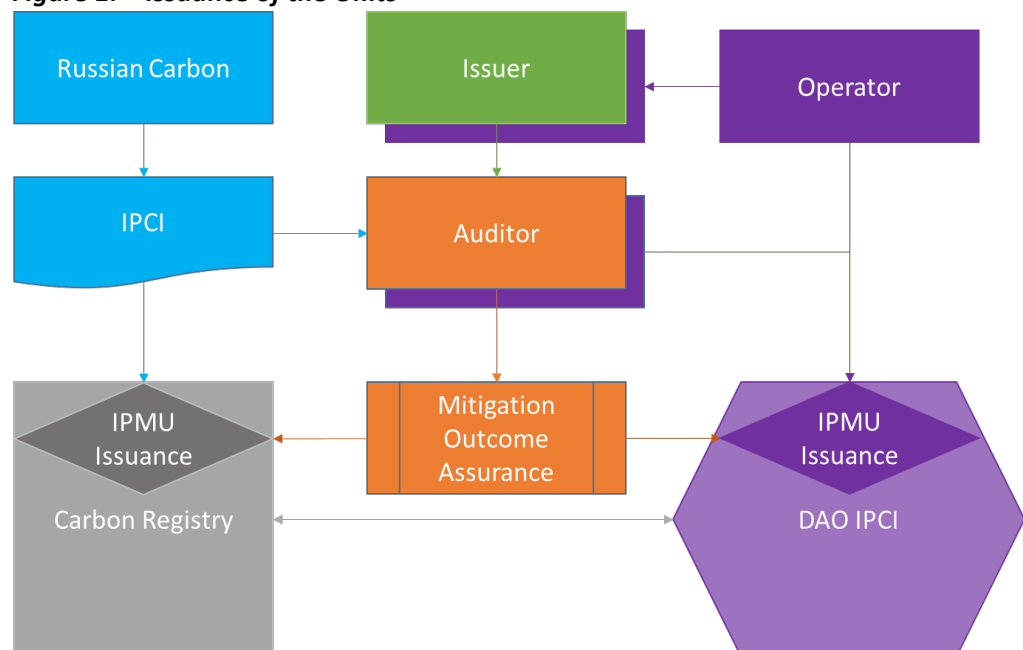 Russian Carbon
Issuer
Operator
IPCI
Auditor
IPMU
Issuance
Mitigation
Outcome
Assurance
IPMU
Issuance
Carbon Registry
DAO IPCI